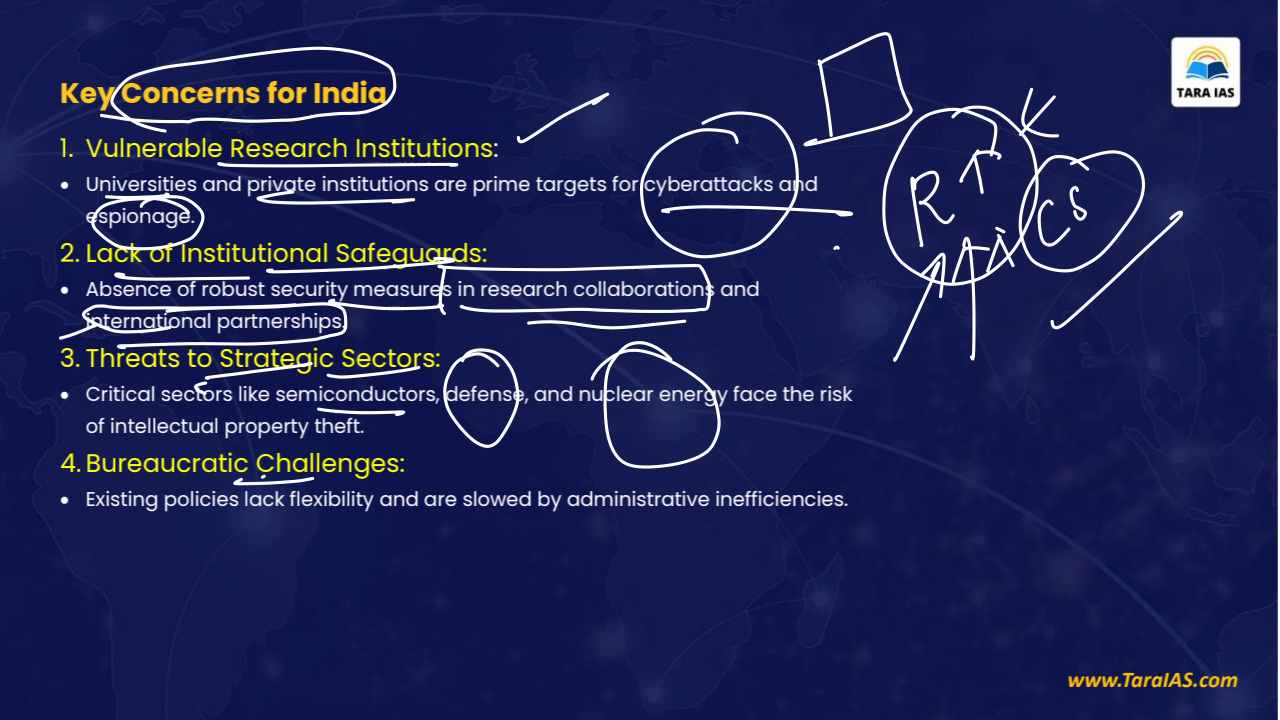 Key Concerns for India
TARA IAS
1. Vulnerable Research Institutions:
• Universities and private institutions are prime targets for cyberattacks and
espionage.
R
CS
2. Lack of Institutional Safeguards:
• Absence of robust security measures in research collaborations and
international partnerships.
3. Threats to Strategic Sectors:
• Critical sectors like semiconductors, defense, and nuclear energy face the risk
of intellectual property theft.
4. Bureaucratic Challenges:
• Existing policies lack flexibility and are slowed by administrative inefficiencies.
www.TaraIAS.com